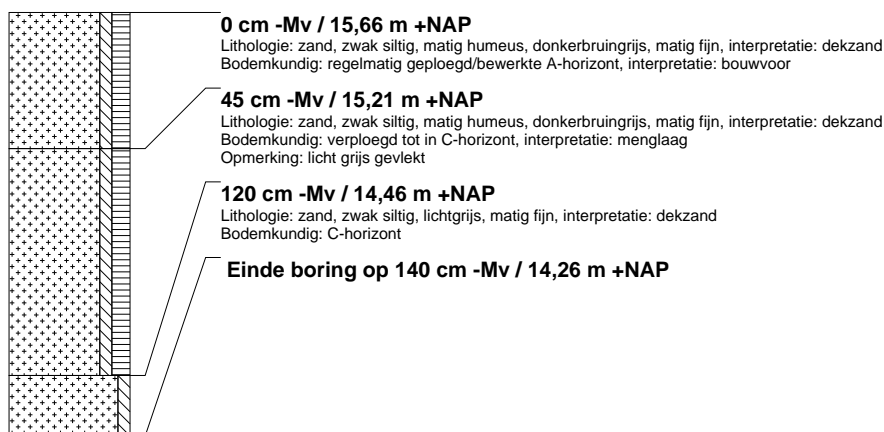 0 cm -Mv / 15,66 m +NAP
Lithologie: zand, zwak siltig, matig humeus, donkerbruingrijs, matig fijn, interpretatie: dekzand
Bodemkundig: regelmatig geploegd/bewerkte A-horizont, interpretatie: bouwvoor
45 cm -Mv / 15,21 m +NAP
Lithologie: zand, zwak siltig, matig humeus, donkerbruingrijs, matig fijn, interpretatie: dekzand
Bodemkundig: verploegd tot in C-horizont, interpretatie: menglaag
Opmerking: licht grijs gevlekt
120 cm -Mv / 14,46 m +NAP
Lithologie: zand, zwak siltig, lichtgrijs, matig fijn, interpretatie: dekzand
Bodemkundig: C-horizont
Einde boring op 140 cm -Mv / 14,26 m +NAP